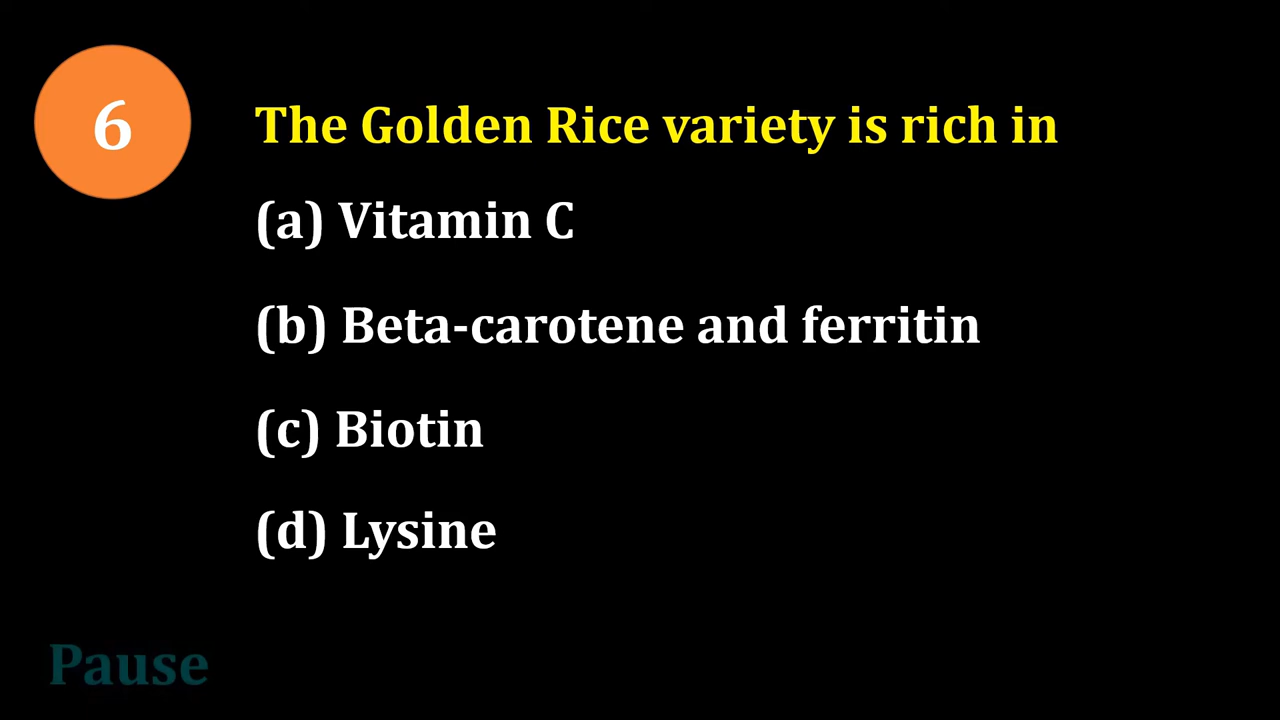 6
The Golden Rice variety is rich in
(a) Vitamin C
(b) Beta-carotene and ferritin
(c) Biotin
(d) Lysine
Pause